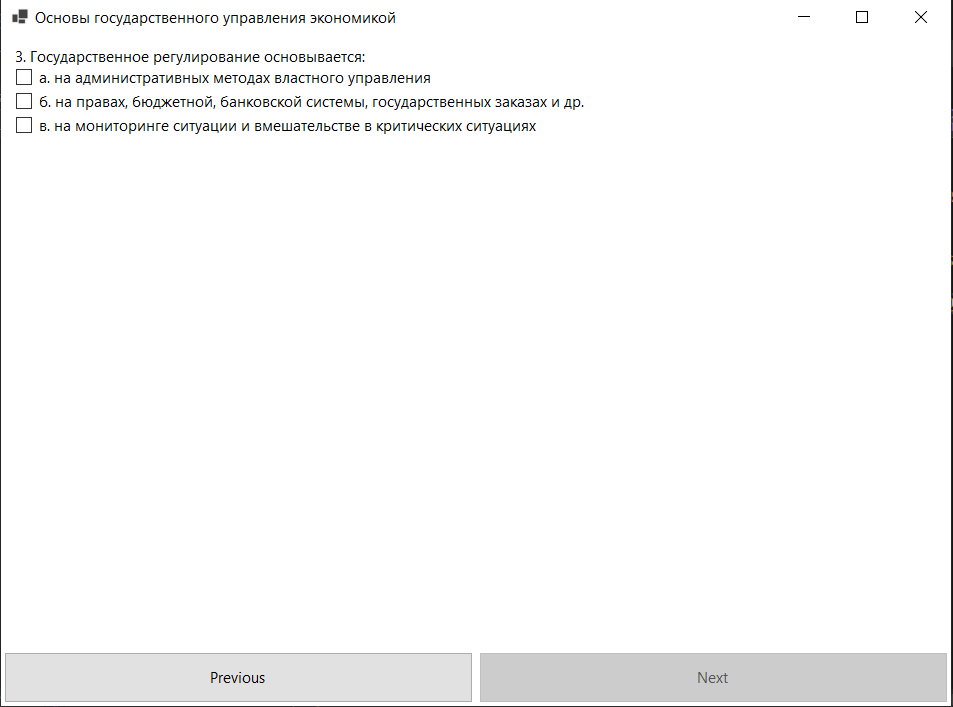 Основы государственного управления экономикой
3. Государственное регулирование основывается:
а. на административных методах властного управления
б. на правах, бюджетной, банковской системы, государственных заказах и др.
в. на мониторинге ситуации и вмешательстве в критических ситуациях
Previous
Next